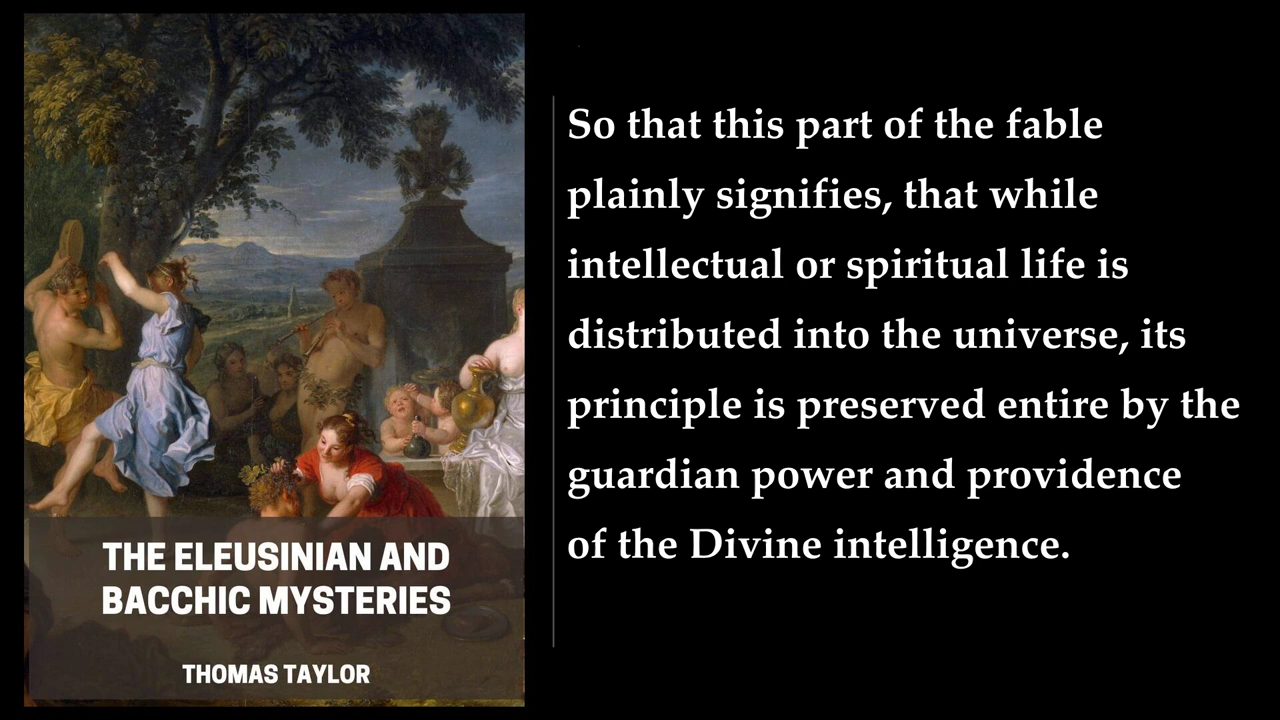 So that this part of the fable
plainly signifies, that while
intellectual or spiritual life is
distributed into the universe, its
principle is preserved entire by the
guardian power and providence
of the Divine intelligence.
THE ELEUSINIAN AND
BACCHIC MYSTERIES
THOMAS TAYLOR